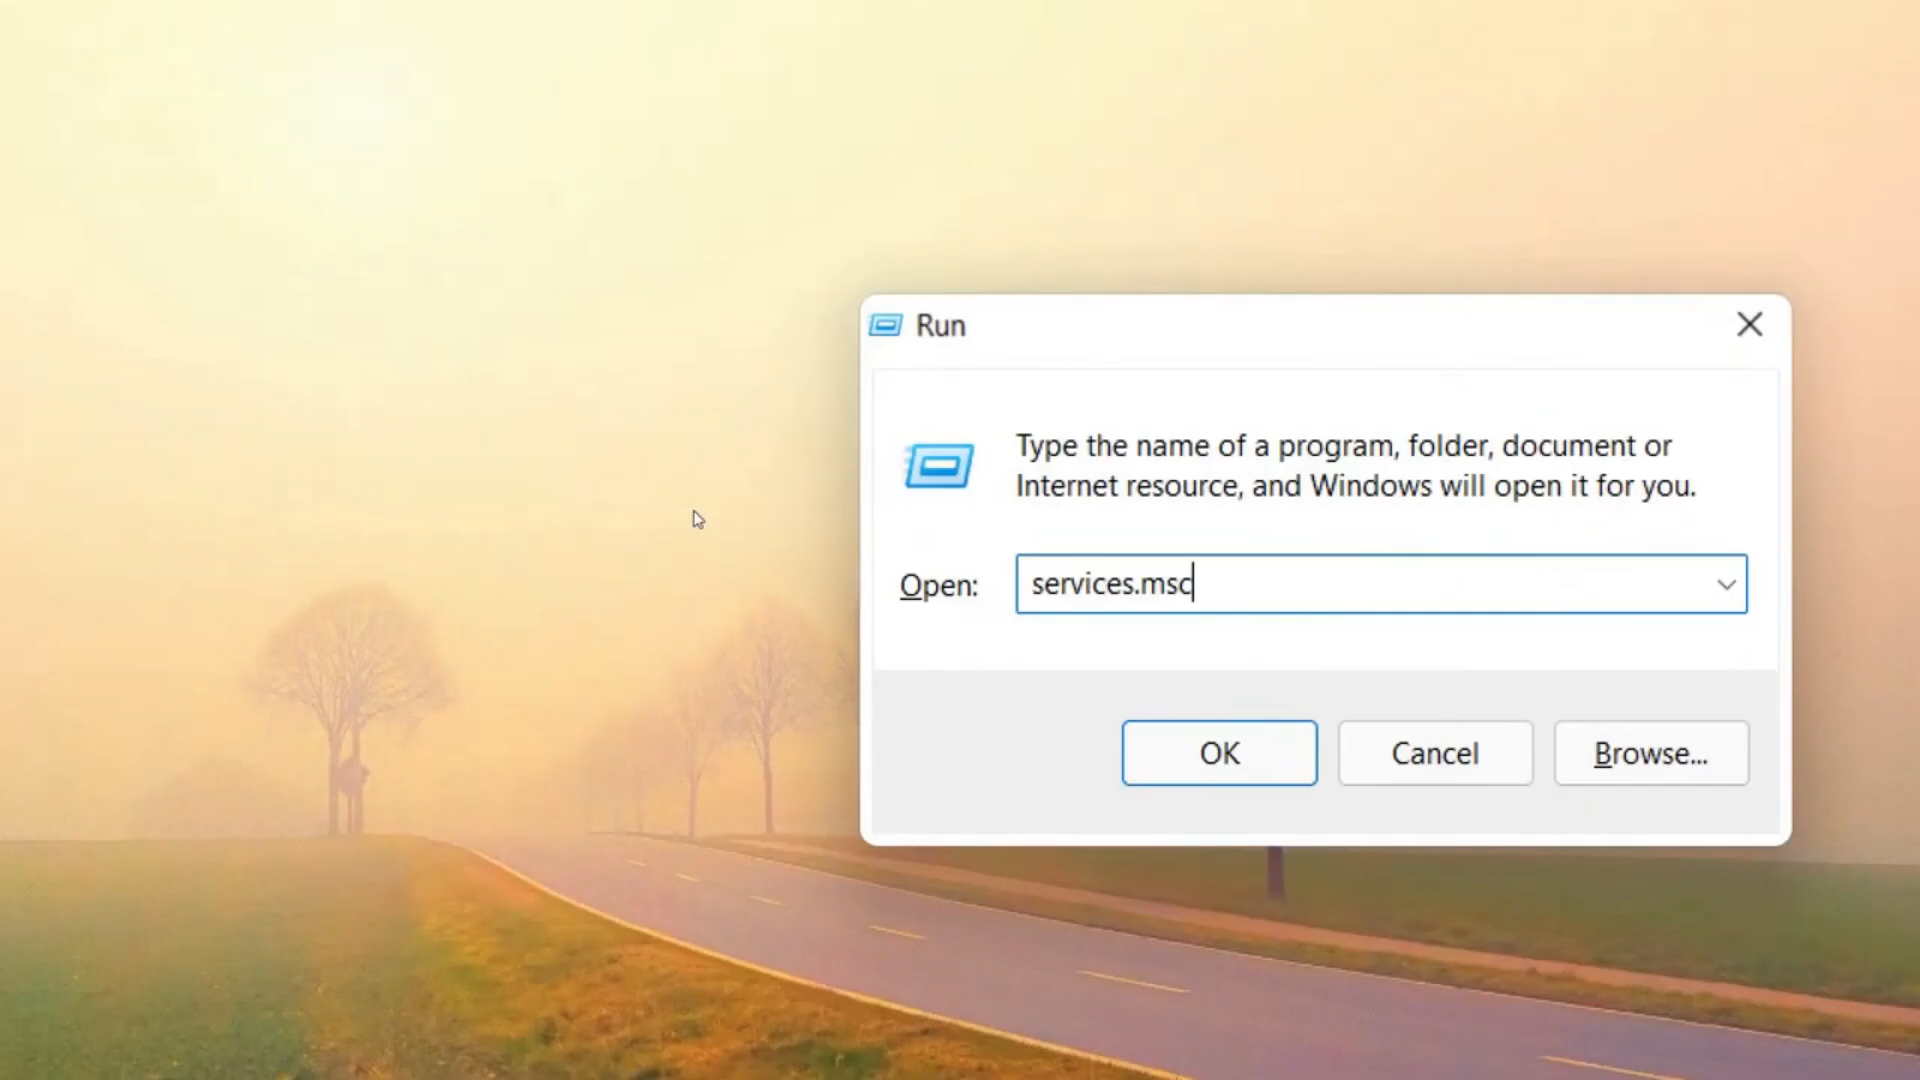 Run
Type the name of a program, folder, document or
Internet resource, and Windows will open it for you.
Open: services.msc
OK Cancel Browse...